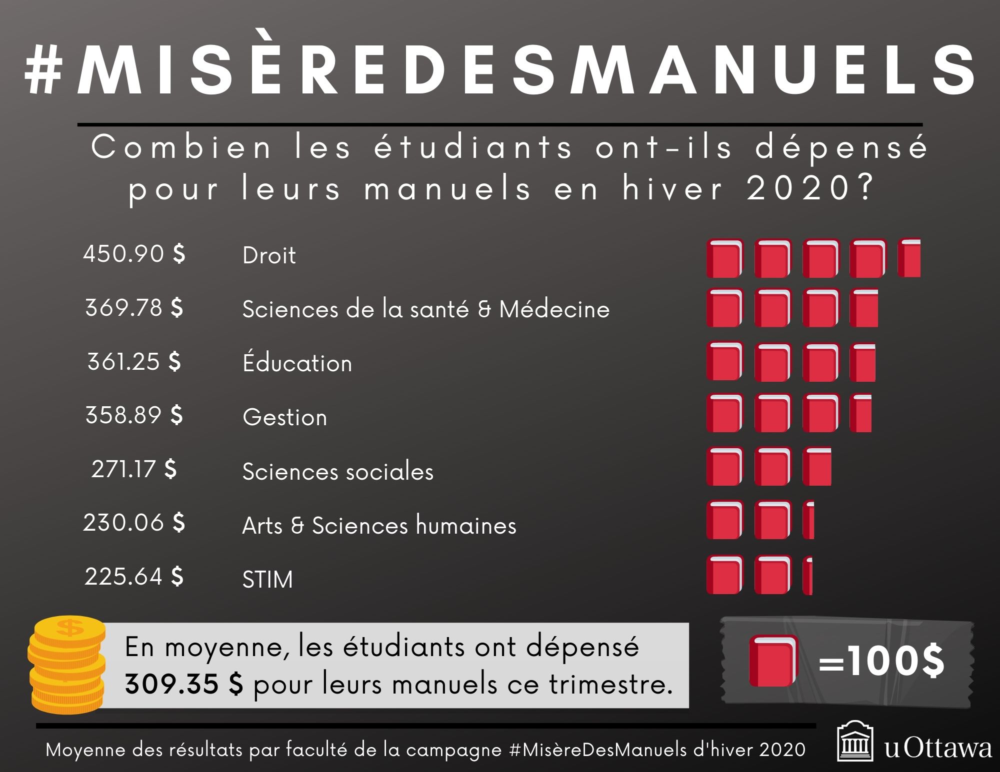 #MISÈREDESMANUELS
Combien les étudiants ont-ils dépensé
pour leurs manuels en hiver 2020?
450.90 $ Droit
369.78 $ Sciences de la santé & Médecine
361.25 $ Éducation
358.89 $ Gestion
271.17 $ Sciences sociales
230.06 $ Arts & Sciences humaines
225.64 $ STIM
$
En moyenne, les étudiants ont dépensé
309.35 $ pour leurs manuels ce trimestre.
=100$
Moyenne des résultats par faculté de la campagne #MisèreDesManuels d'hiver 2020
uOttawa